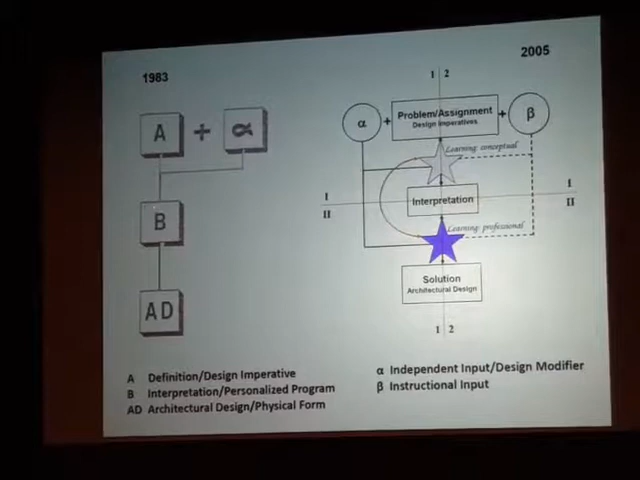 1983
2005
1 2
A + α
α + Problem/Assignment + β
Design Imperatives
Learning: conceptual
I
I
Interpretation
II
II
B
Learning: professional
Solution
Architectural Design
AD
1 2
A Definition/Design Imperative
B Interpretation/Personalized Program
AD Architectural Design/Physical Form
α Independent Input/Design Modifier
β Instructional Input